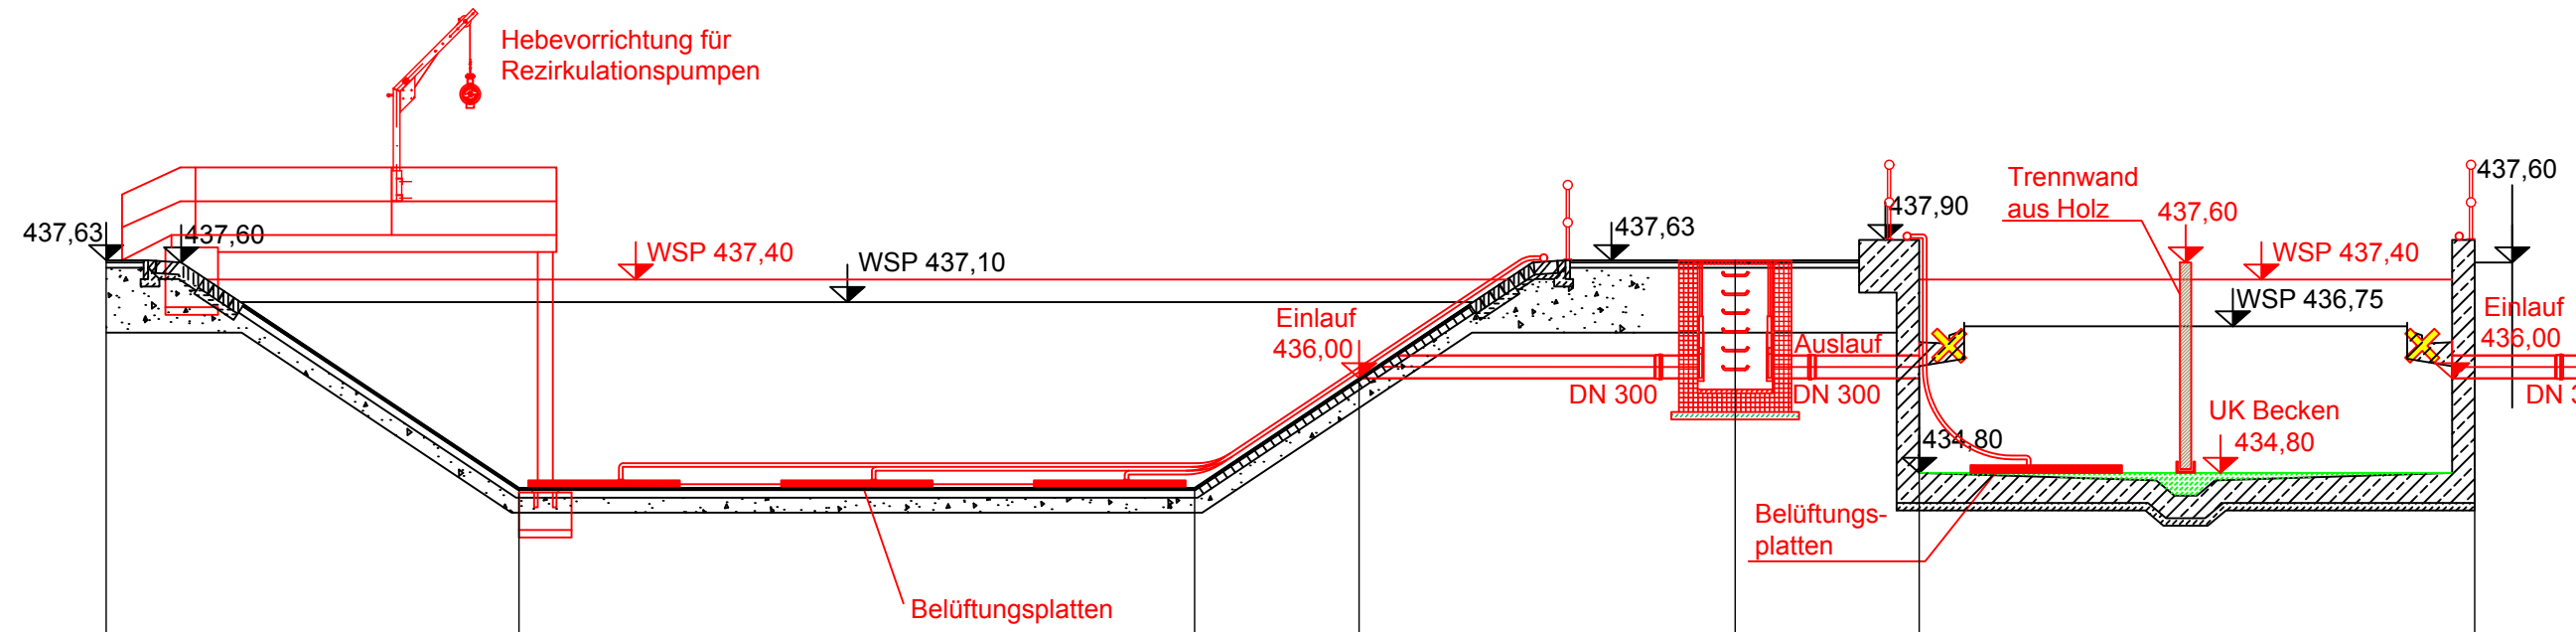 Hebevorrichtung für
Rezirkulationspumpen
437,63
437,60
WSP 437,40
WSP 437,10
Einlauf
436,00
DN 300
437,63
Auslauf
DN 300
437,90
434,80
Trennwand
aus Holz
437,60
WSP 437,40
WSP 436,75
437,60
Einlauf
436,00
DN 3
UK Becken
434,80
Belüftungs-
platten
Belüftungsplatten